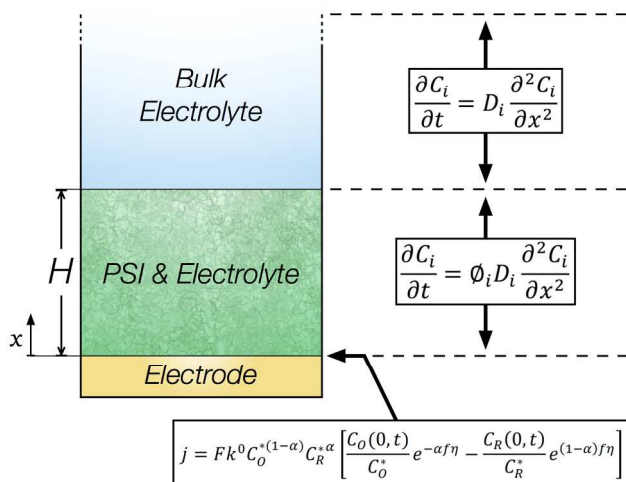 Bulk
Electrolyte
∂C_i/∂t = D_i ∂²C_i/∂x²
H
PSI & Electrolyte
∂C_i/∂t = ∅_i D_i ∂²C_i/∂x²
x
Electrode
j = Fk⁰C_O^{*(1−α)}C_R^{*α}[C_O(0,t)/C_O^* e^{−αfη} − C_R(0,t)/C_R^* e^{(1−α)fη}]